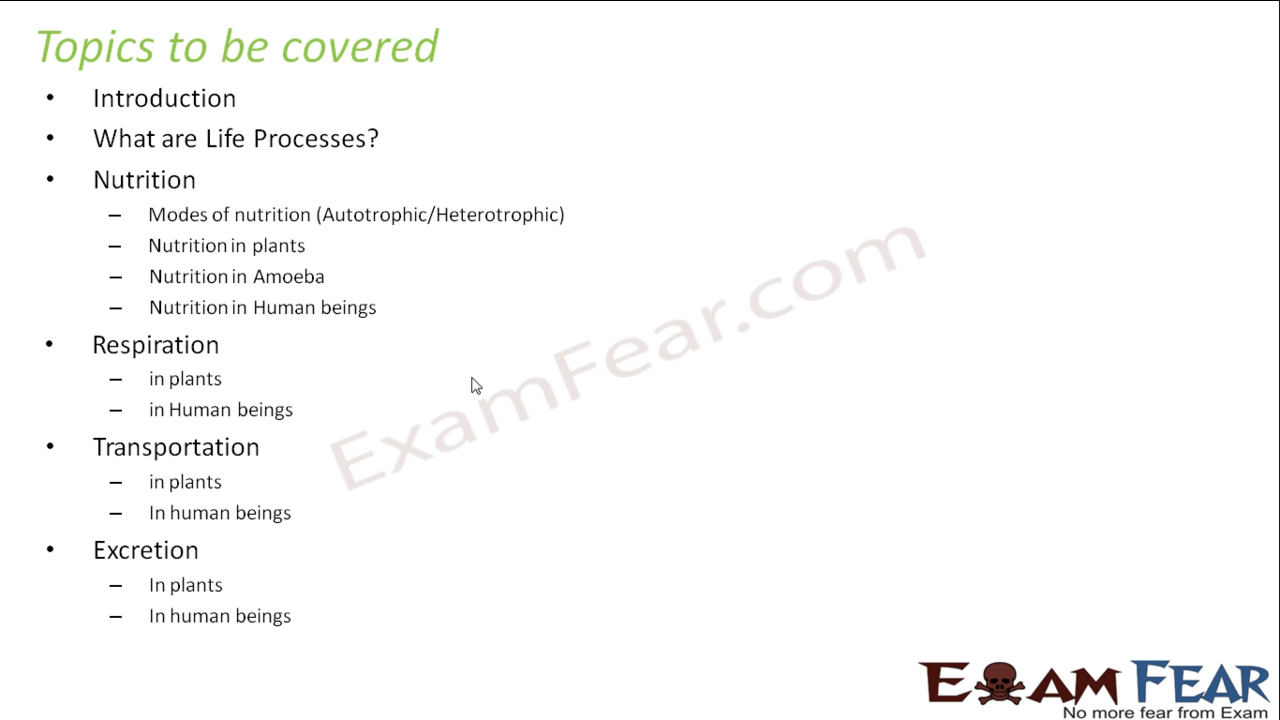 Topics to be covered
• Introduction
• What are Life Processes?
• Nutrition
– Modes of nutrition (Autotrophic/Heterotrophic)
– Nutrition in plants
– Nutrition in Amoeba
– Nutrition in Human beings
• Respiration
– in plants
– in Human beings
• Transportation
– in plants
– In human beings
• Excretion
– In plants
– In human beings
ExamFear.com
EXAM FEAR
No more fear from Exam